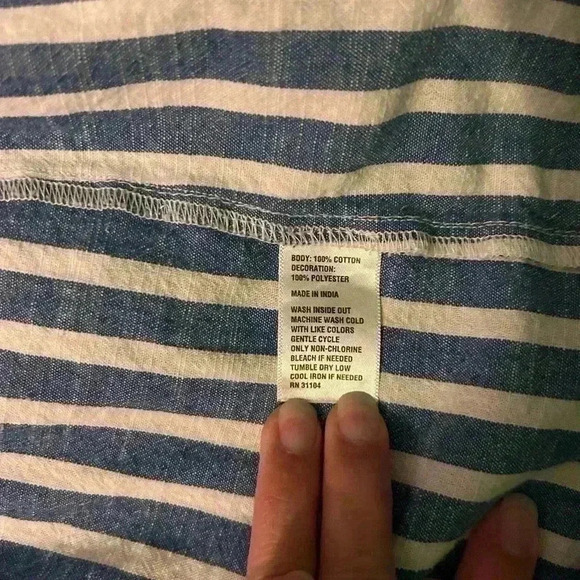 BODY: 100% COTTON
DECORATION:
100% POLYESTER
MADE IN INDIA
WASH INSIDE OUT
MACHINE WASH COLD
WITH LIKE COLORS
GENTLE CYCLE
ONLY NON-CHLORINE
BLEACH IF NEEDED
TUMBLE DRY LOW
COOL IRON IF NEEDED
RN 31104